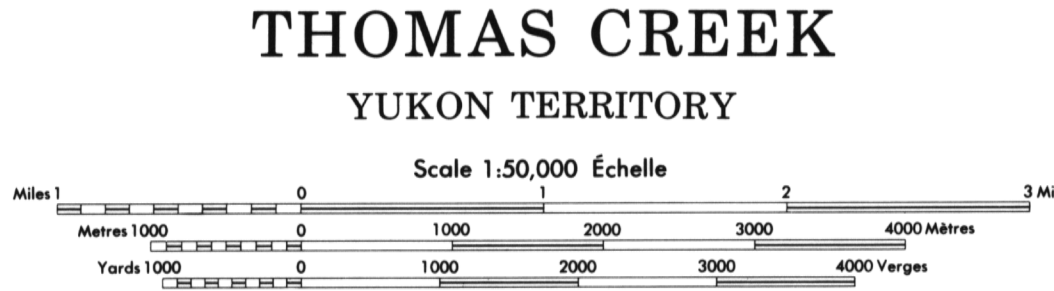 THOMAS CREEK
YUKON TERRITORY
Scale 1:50,000 Échelle
Miles 1 0 1 2 3 Mi
Metres 1000 0 1000 2000 3000 4000 Mètres
Yards 1000 0 1000 2000 3000 4000 Verges